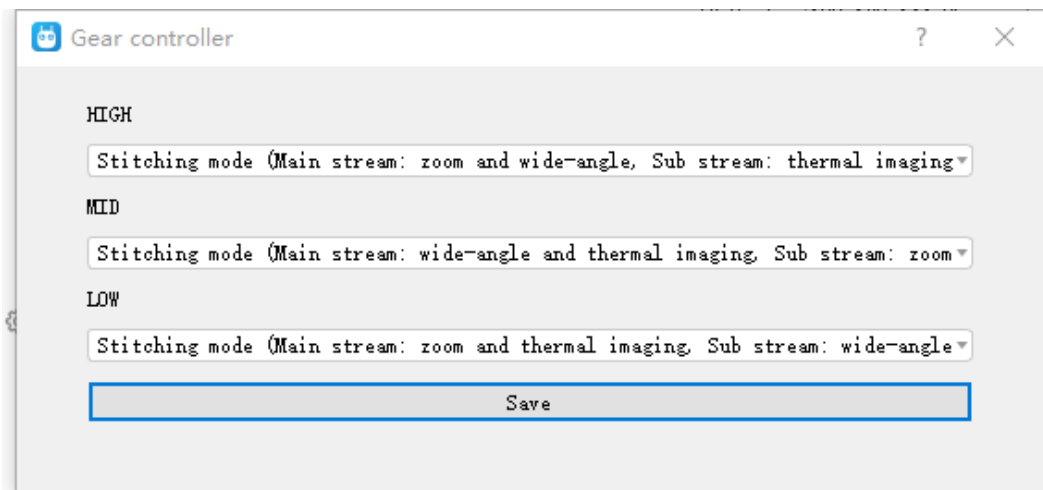 Gear controller
HIGH
Stitching mode (Main stream: zoom and wide-angle, Sub stream: thermal imaging
MID
Stitching mode (Main stream: wide-angle and thermal imaging, Sub stream: zoom
LOW
Stitching mode (Main stream: zoom and thermal imaging, Sub stream: wide-angle
Save